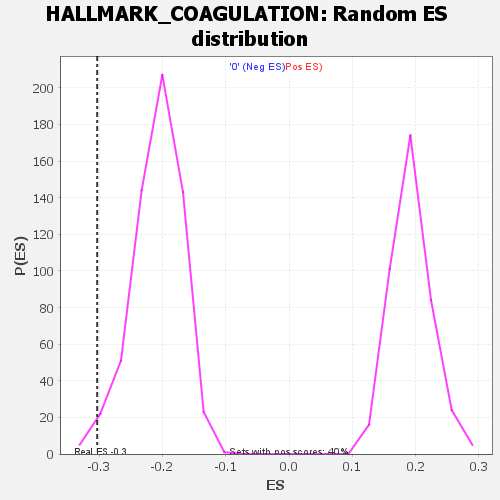 HALLMARK_COAGULATION: Random ES
distribution
'0' (Neg ES)Pos ES)
200
180
160
140
120
100
80
60
40
20
0
P(ES)
Real ES -0.3
Sets with pos scores: 40%
-0.3 -0.2 -0.1 0.0 0.1 0.2 0.3
ES